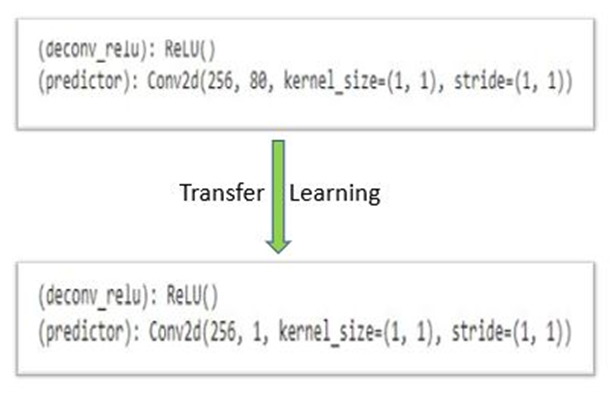 (deconv_relu): ReLU()
(predictor): Conv2d(256, 80, kernel_size=(1, 1), stride=(1, 1))
Transfer Learning
(deconv_relu): ReLU()
(predictor): Conv2d(256, 1, kernel_size=(1, 1), stride=(1, 1))